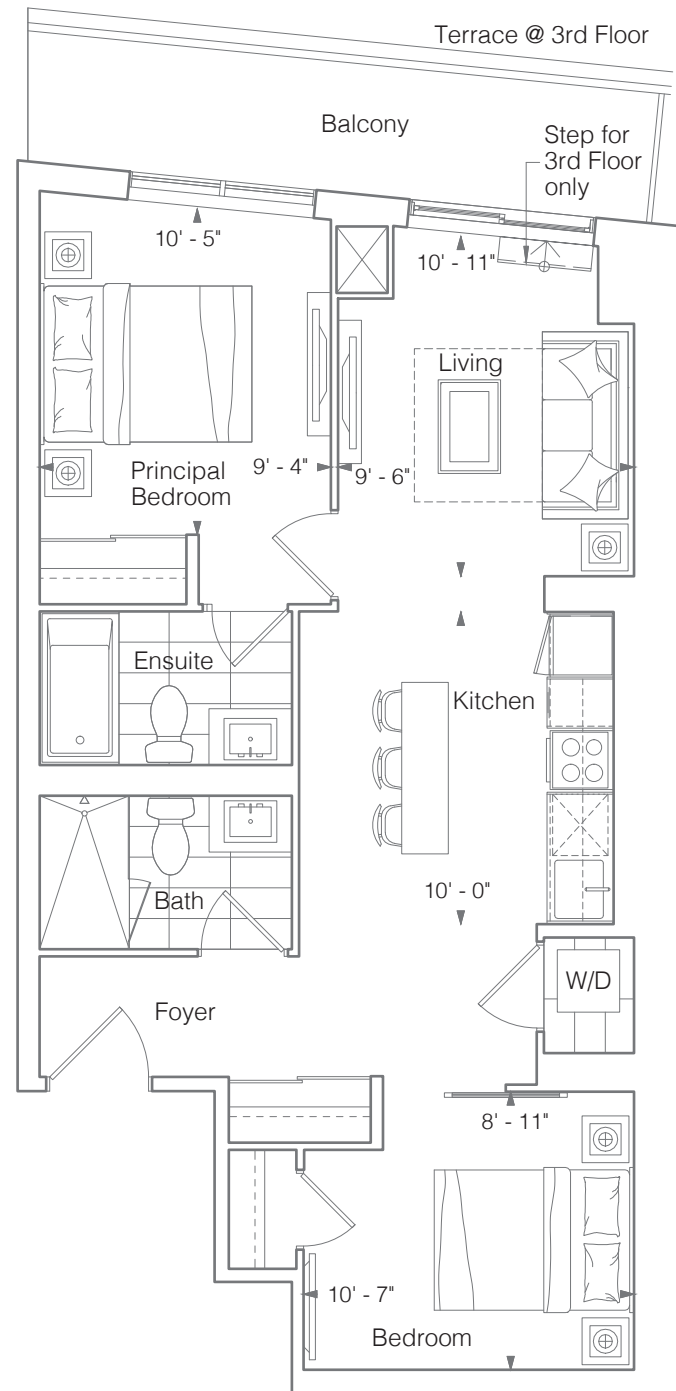 Terrace @ 3rd Floor
Balcony
Step for
3rd Floor
only
10' - 5"
10' - 11"
Living
Principal
Bedroom
9' - 4"
9' - 6"
Ensuite
Kitchen
Bath
10' - 0"
W/D
Foyer
8' - 11"
10' - 7"
Bedroom